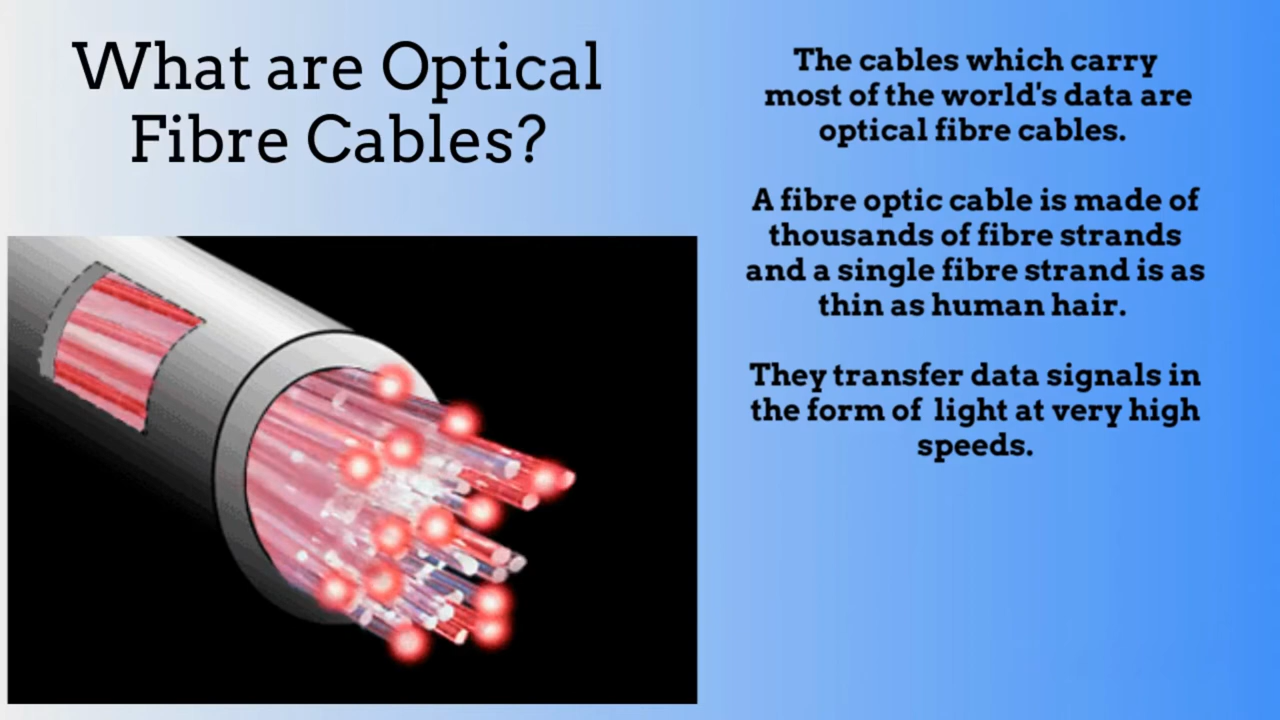 What are Optical
Fibre Cables?
The cables which carry
most of the world's data are
optical fibre cables.
A fibre optic cable is made of
thousands of fibre strands
and a single fibre strand is as
thin as human hair.
They transfer data signals in
the form of light at very high
speeds.